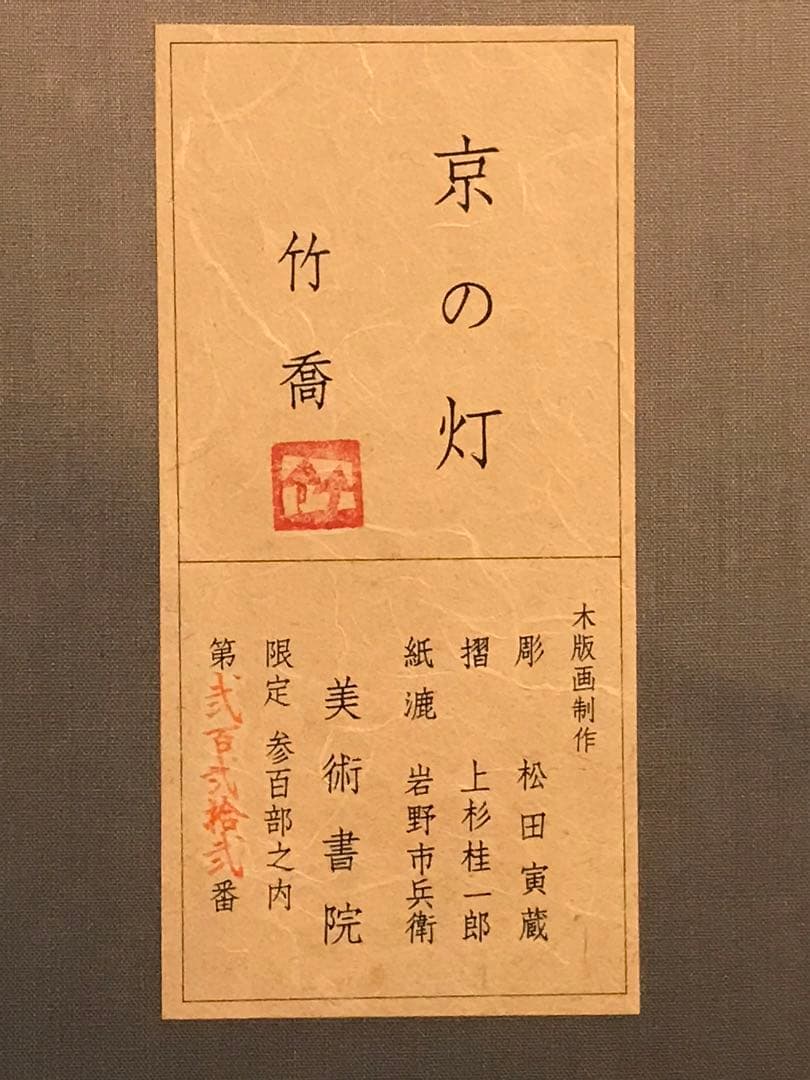 京の灯
竹喬
竹
木版画制作
彫 松田寅蔵
摺 上杉桂一郎
紙漉 岩野市兵衛
美術書院
限定 参百部之内
第弐百弐拾弐番